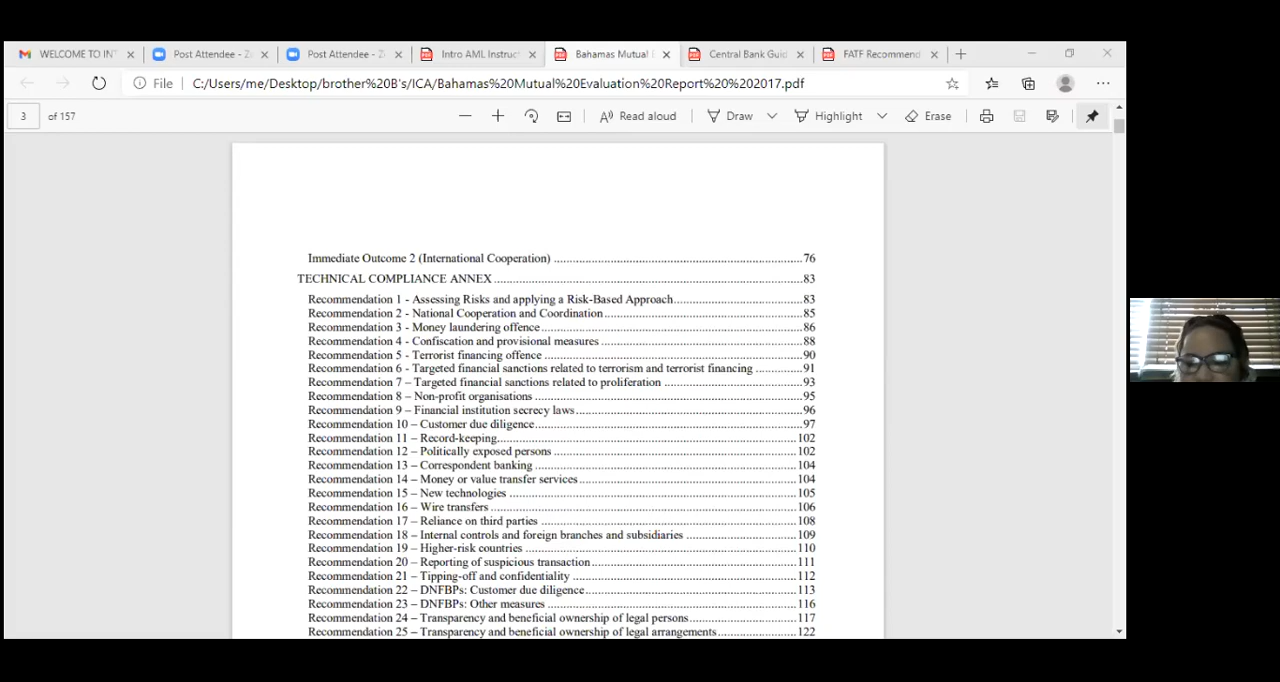 WELCOME TO IN
Post Attendee - Z
Post Attendee - Z
Intro AML Instruc
Bahamas Mutual E
Central Bank Guid
FATF Recommend
File C:/Users/me/Desktop/brother%20B's/ICA/Bahamas%20Mutual%20Evaluation%20Report%20%202017.pdf
3 of 157
Read aloud
Draw
Highlight
Erase
Immediate Outcome 2 (International Cooperation) 76
TECHNICAL COMPLIANCE ANNEX 83
Recommendation 1 - Assessing Risks and applying a Risk-Based Approach 83
Recommendation 2 - National Cooperation and Coordination 85
Recommendation 3 - Money laundering offence 86
Recommendation 4 - Confiscation and provisional measures 88
Recommendation 5 - Terrorist financing offence 90
Recommendation 6 - Targeted financial sanctions related to terrorism and terrorist financing 91
Recommendation 7 – Targeted financial sanctions related to proliferation 93
Recommendation 8 – Non-profit organisations 95
Recommendation 9 – Financial institution secrecy laws 96
Recommendation 10 – Customer due diligence 97
Recommendation 11 – Record-keeping 102
Recommendation 12 – Politically exposed persons 102
Recommendation 13 – Correspondent banking 104
Recommendation 14 – Money or value transfer services 104
Recommendation 15 – New technologies 105
Recommendation 16 – Wire transfers 106
Recommendation 17 – Reliance on third parties 108
Recommendation 18 – Internal controls and foreign branches and subsidiaries 109
Recommendation 19 – Higher-risk countries 110
Recommendation 20 – Reporting of suspicious transaction 111
Recommendation 21 – Tipping-off and confidentiality 112
Recommendation 22 – DNFBPs: Customer due diligence 113
Recommendation 23 – DNFBPs: Other measures 116
Recommendation 24 – Transparency and beneficial ownership of legal persons 117
Recommendation 25 – Transparency and beneficial ownership of legal arrangements 122